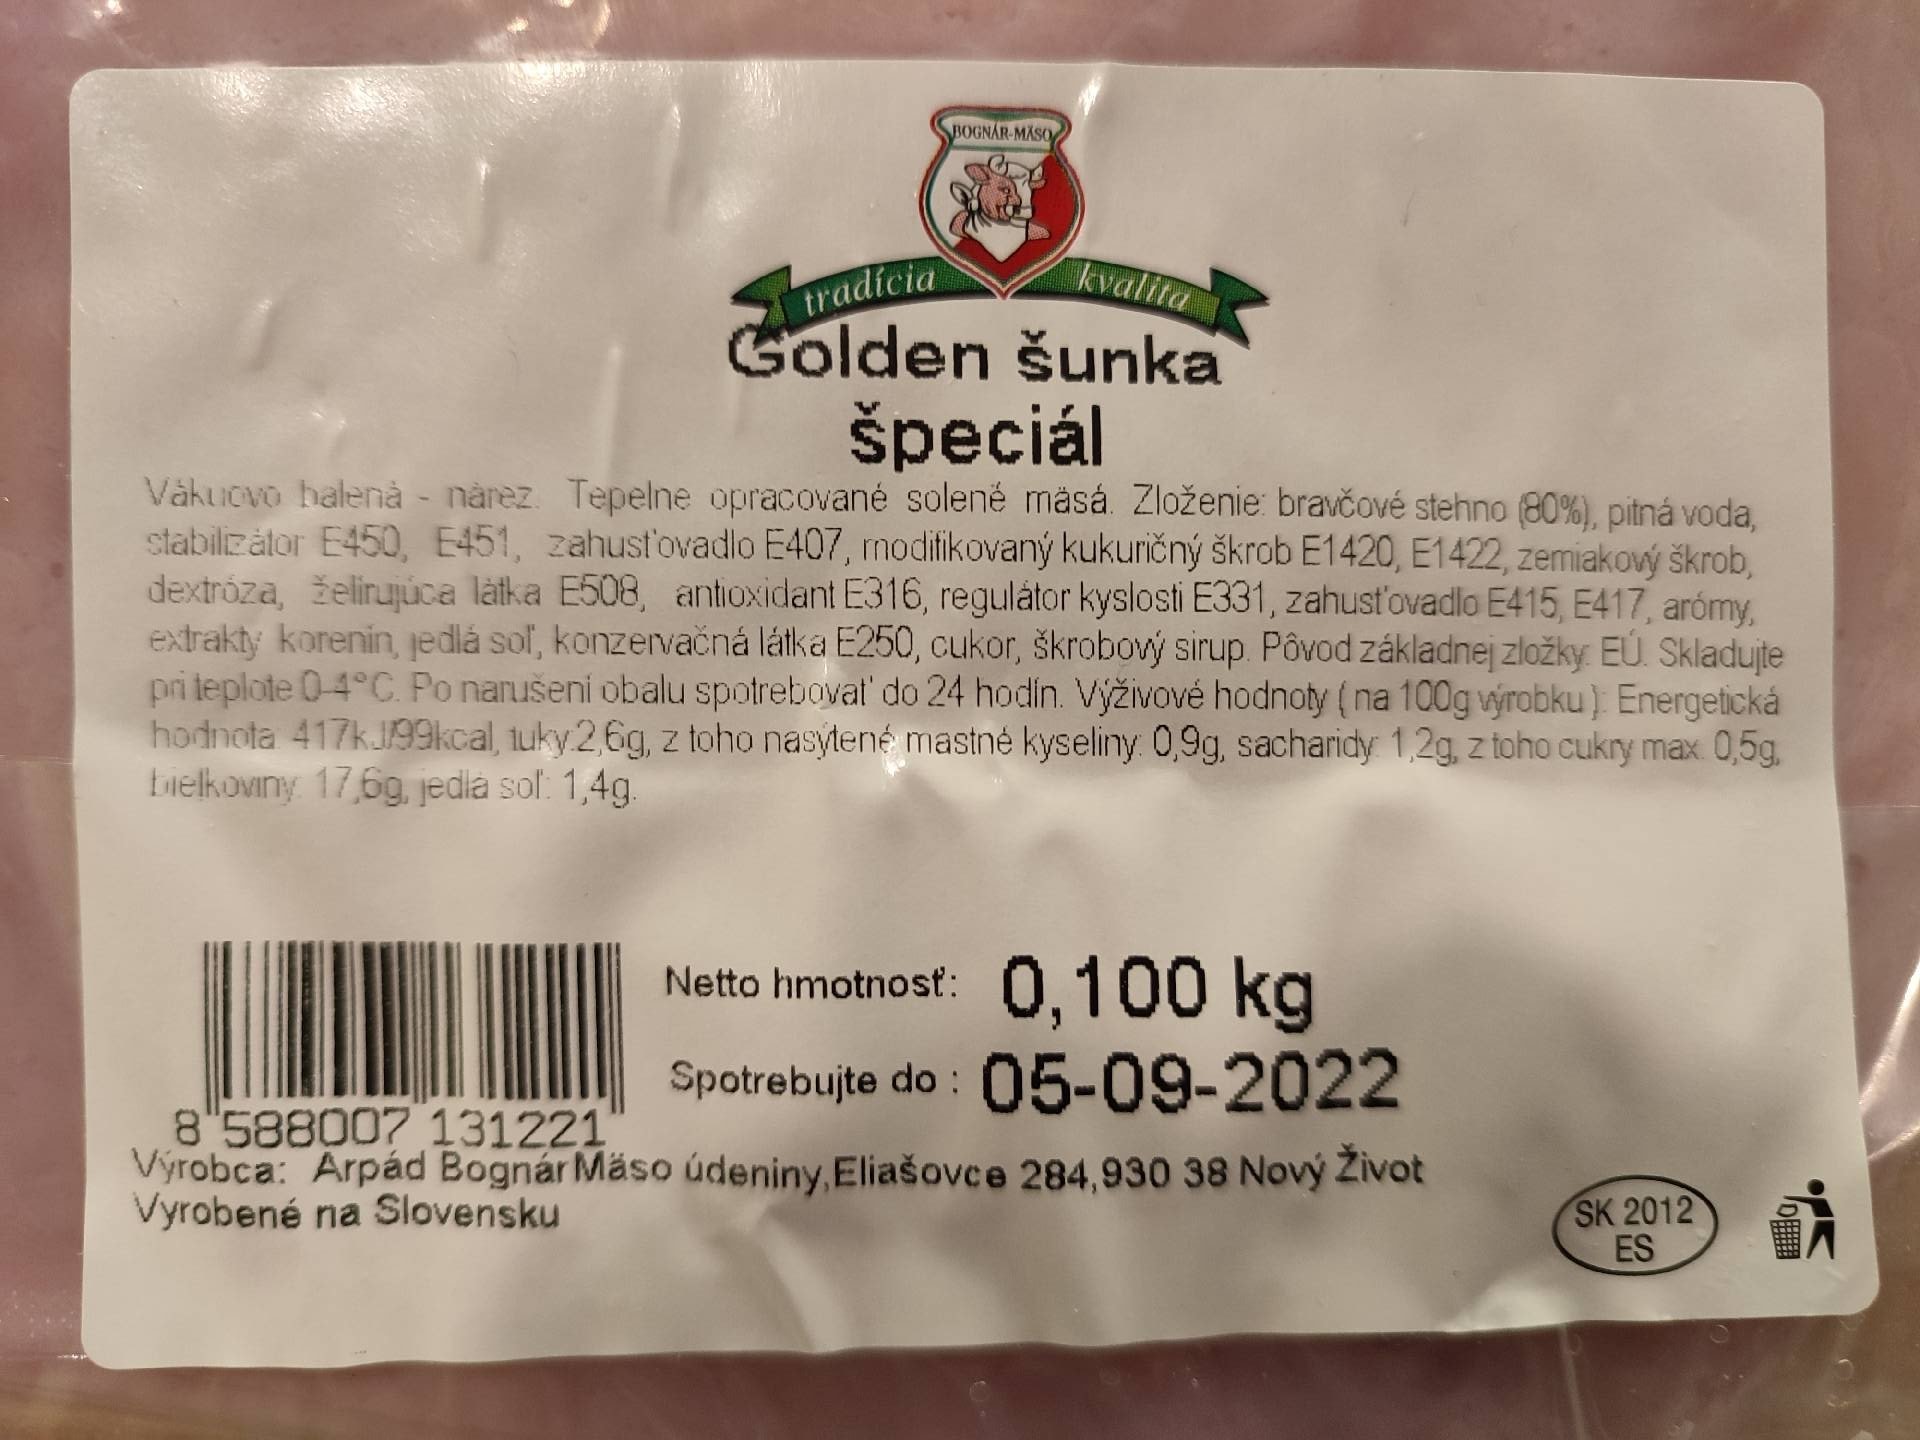 BOGNÁR-MÄSO
tradícia kvalita
Golden šunka
špeciál
Vákuovo balená - nárez. Tepelne opracované solené mäsá. Zloženie: bravčové stehno (80%), pitná voda,
stabilizátor E450, E451, zahusťovadlo E407, modifikovaný kukuričný škrob E1420, E1422, zemiakový škrob,
dextróza, želírujúca látka E508, antioxidant E316, regulátor kyslosti E331, zahusťovadlo E415, E417, arómy,
extrakty korenín, jedlá soľ, konzervačná látka E250, cukor, škrobový sirup. Pôvod základnej zložky: EÚ. Skladujte
pri teplote 0-4°C. Po narušení obalu spotrebovať do 24 hodín. Výživové hodnoty ( na 100g výrobku ): Energetická
hodnota: 417kJ/99kcal, tuky:2,6g, z toho nasýtené mastné kyseliny: 0,9g, sacharidy: 1,2g, z toho cukry max. 0,5g,
bielkoviny: 17,6g, jedlá soľ: 1,4g.
Netto hmotnosť: 0,100 kg
Spotrebujte do : 05-09-2022
8 588007 131221
Výrobca: Arpád Bognár Mäso údeniny,Eliašovce 284,930 38 Nový Život
Vyrobené na Slovensku
SK 2012
ES